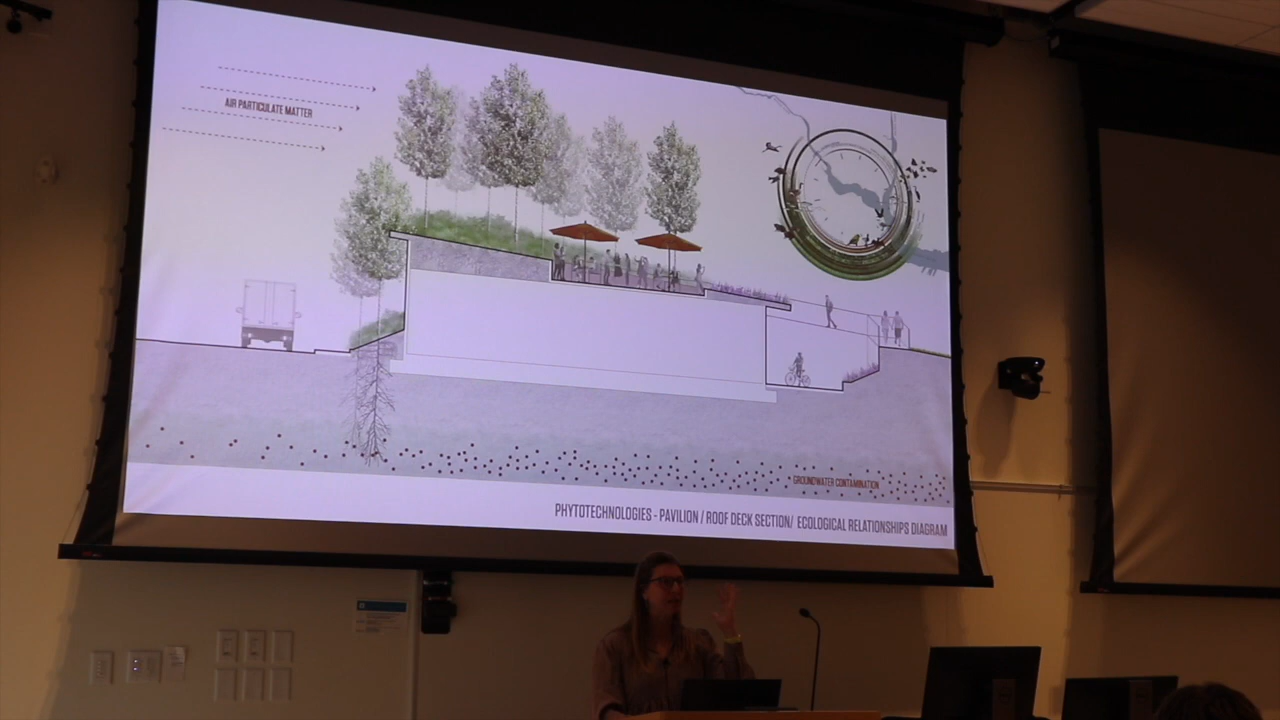 AIR PARTICULATE MATTER
GROUNDWATER CONTAMINATION
PHYTOTECHNOLOGIES - PAVILION / ROOF DECK SECTION/ ECOLOGICAL RELATIONSHIPS DIAGRAM